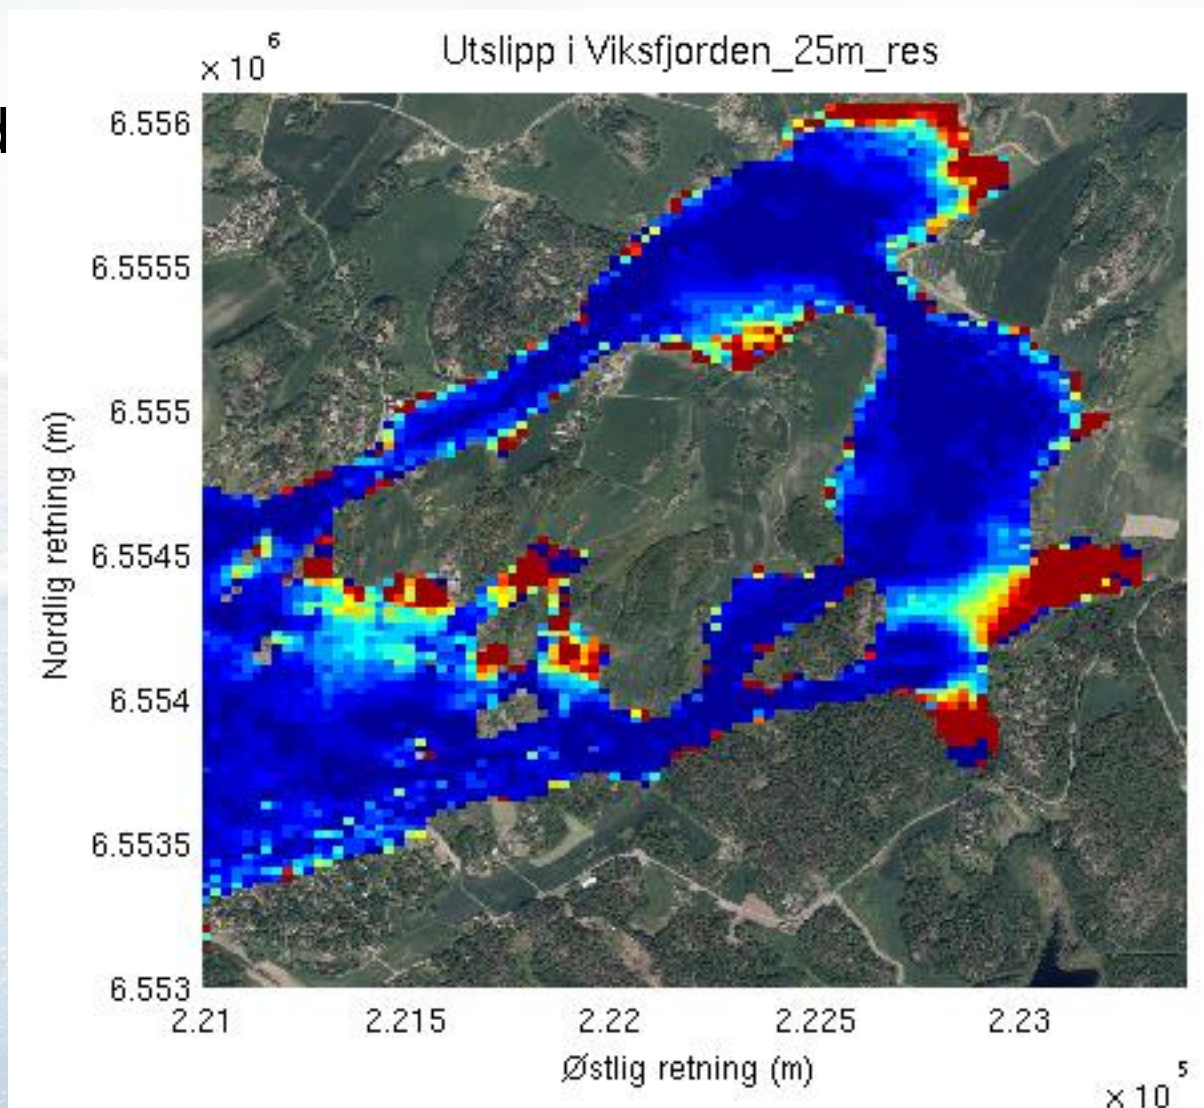 × 10 6
Utslipp i Viksfjorden_25m_res
6.556
6.5555
6.555
6.5545
6.554
6.5535
6.553
Nordlig retning (m)
2.21 2.215 2.22 2.225 2.23
Østlig retning (m)
× 10 5